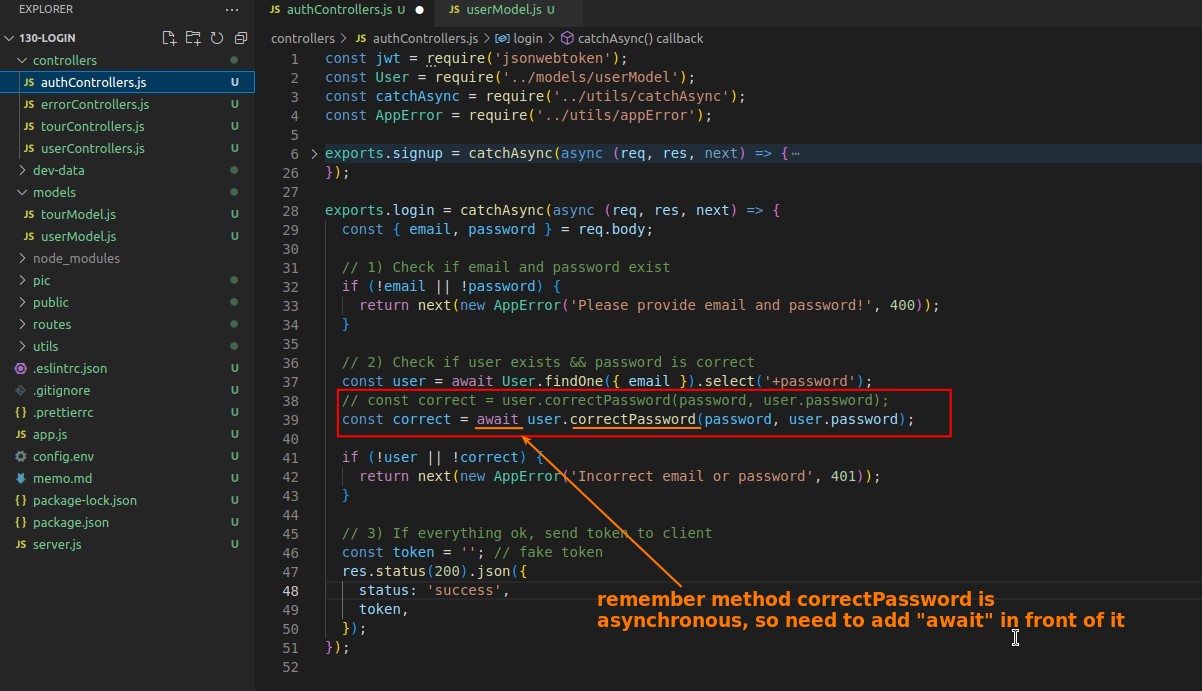 EXPLORER
130-LOGIN
controllers
JS authControllers.js U
JS errorControllers.js U
JS tourControllers.js U
JS userControllers.js U
dev-data
models
JS tourModel.js U
JS userModel.js U
node_modules
pic
public
routes
utils
.eslintrc.json U
.gitignore U
.prettierrc U
JS app.js U
config.env U
memo.md U
package-lock.json U
package.json U
JS server.js U
JS authControllers.js U JS userModel.js U
controllers > JS authControllers.js > login > catchAsync() callback
1 const jwt = require('jsonwebtoken');
2 const User = require('../models/userModel');
3 const catchAsync = require('../utils/catchAsync');
4 const AppError = require('../utils/appError');
5
6 exports.signup = catchAsync(async (req, res, next) => {⋯
26 });
27
28 exports.login = catchAsync(async (req, res, next) => {
29 const { email, password } = req.body;
30
31 // 1) Check if email and password exist
32 if (!email || !password) {
33 return next(new AppError('Please provide email and password!', 400));
34 }
35
36 // 2) Check if user exists && password is correct
37 const user = await User.findOne({ email }).select('+password');
38 // const correct = user.correctPassword(password, user.password);
39 const correct = await user.correctPassword(password, user.password);
40
41 if (!user || !correct) {
42 return next(new AppError('Incorrect email or password', 401));
43 }
44
45 // 3) If everything ok, send token to client
46 const token = ''; // fake token
47 res.status(200).json({
48 status: 'success',
49 token,
50 });
51 });
52
remember method correctPassword is
asynchronous, so need to add "await" in front of it